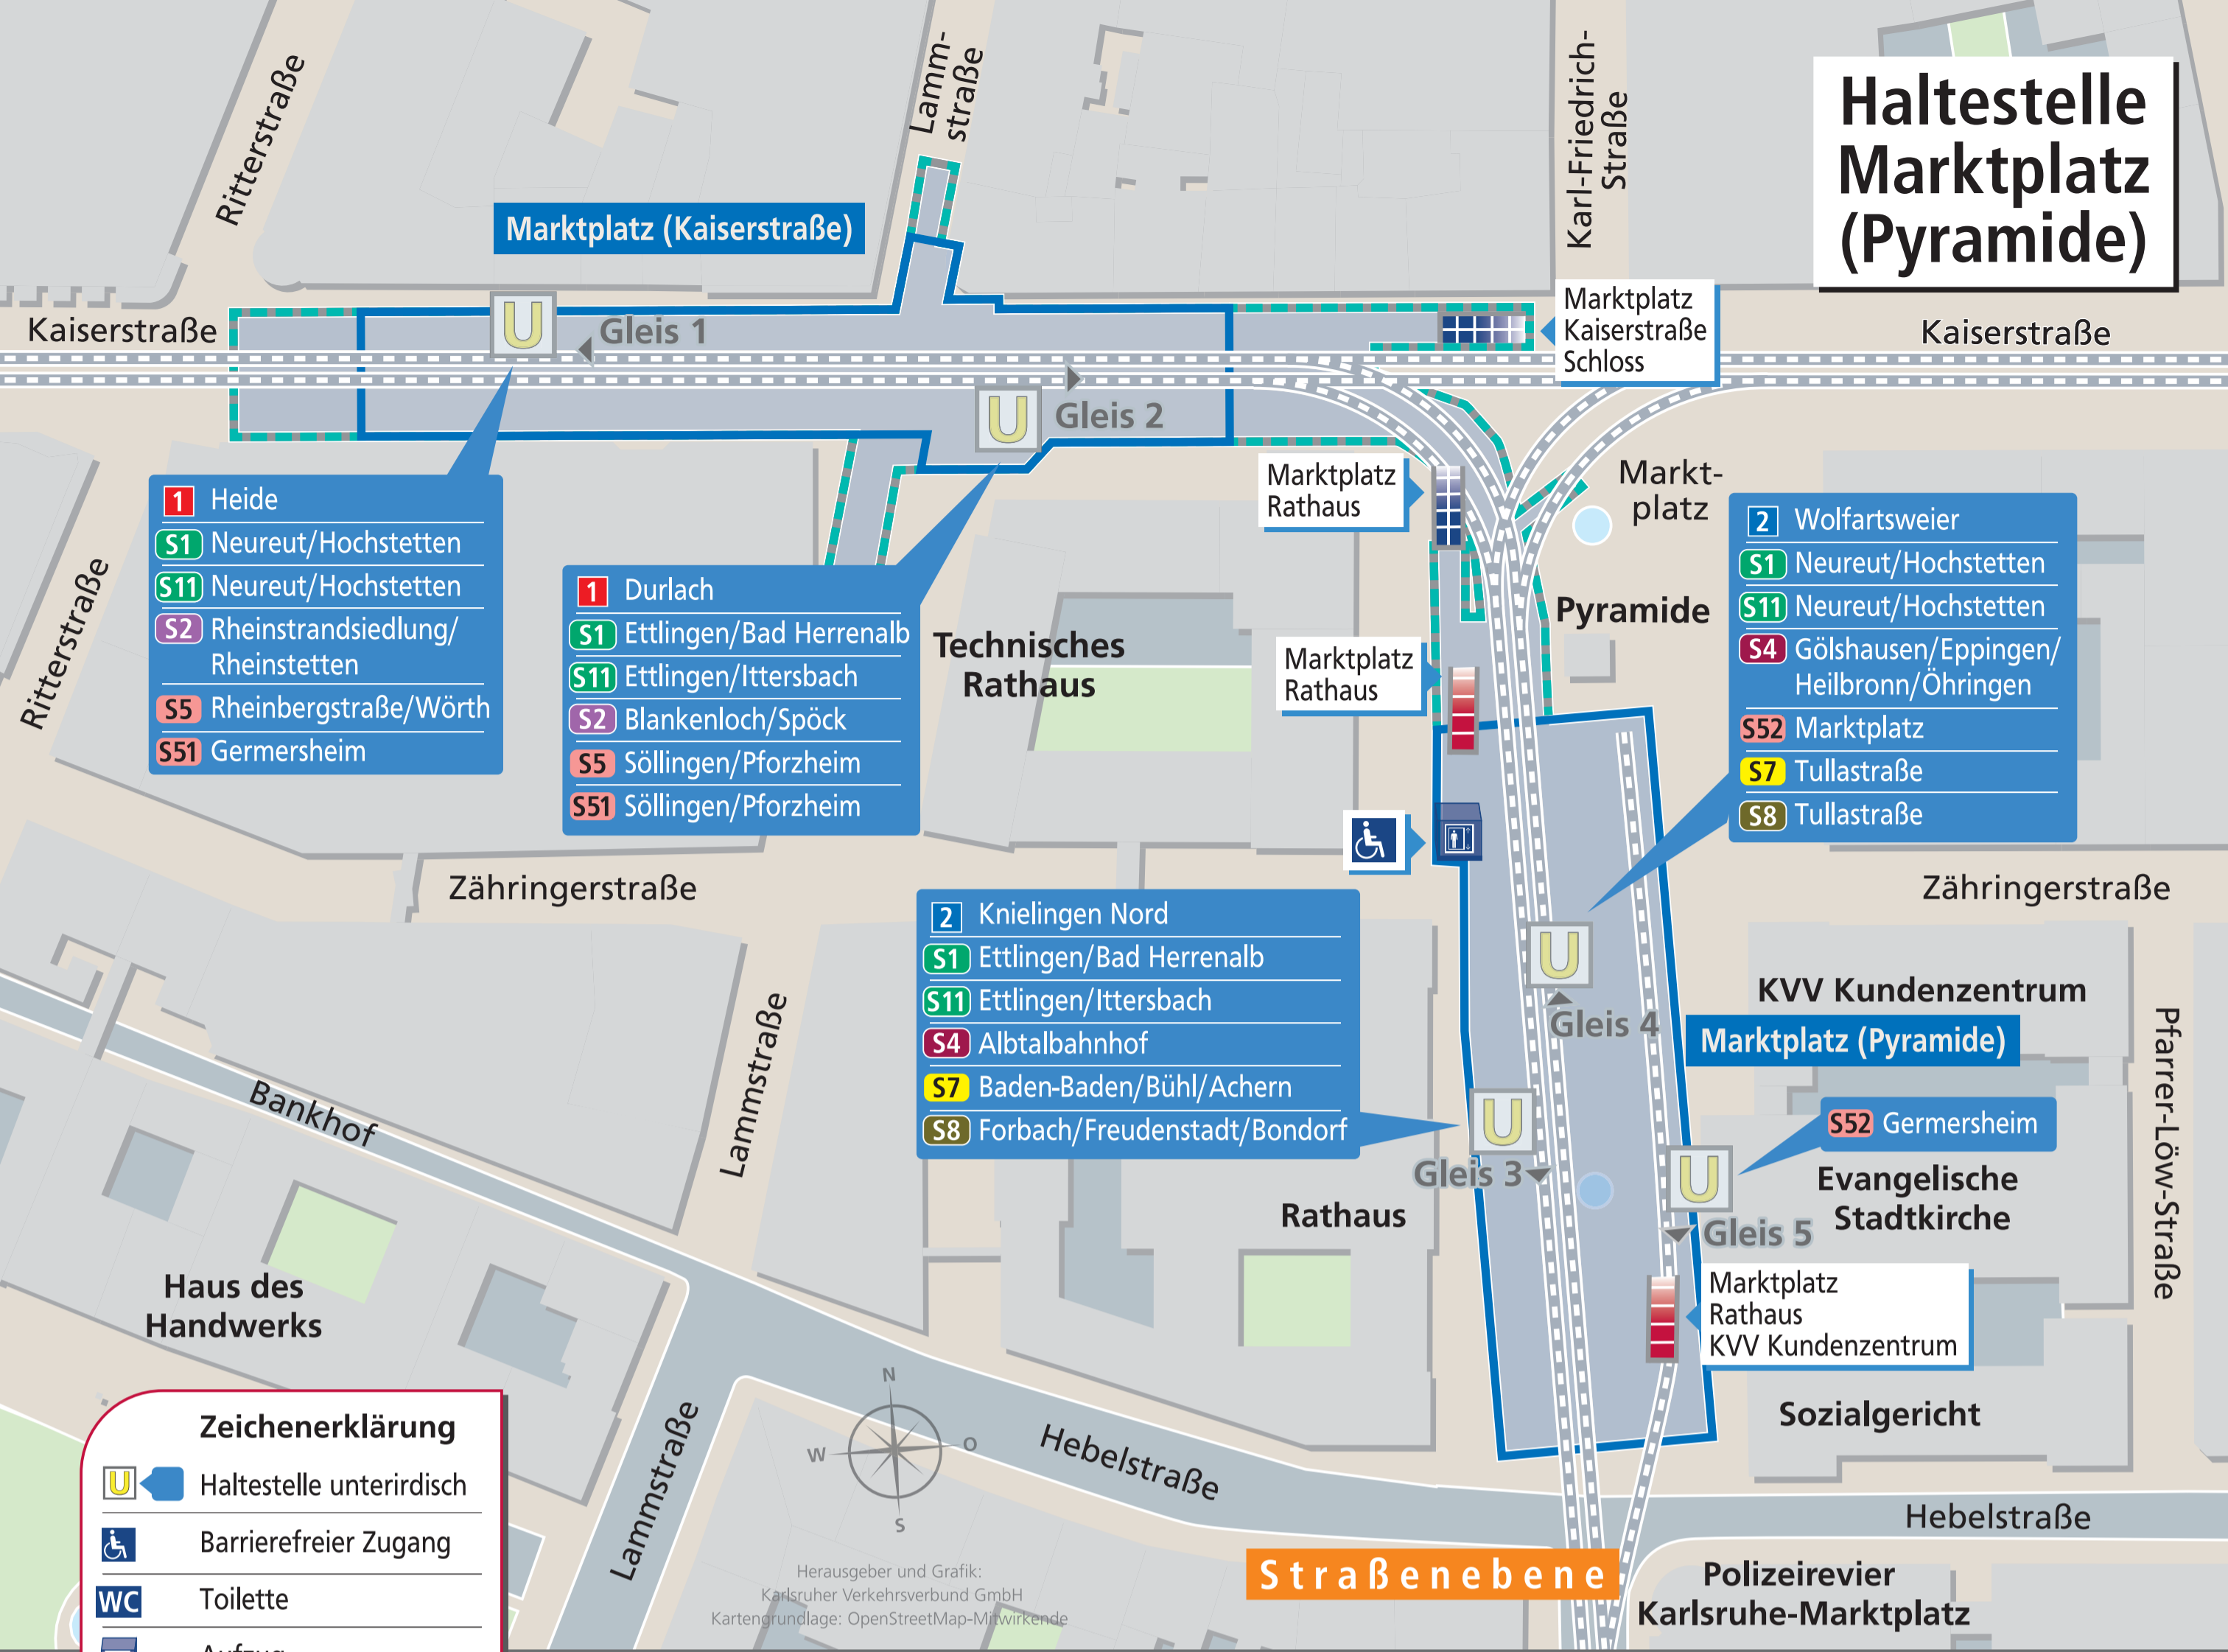 Haltestelle
Marktplatz
(Pyramide)
Ritterstraße
Lamm-
straße
Karl-Friedrich-
Straße
Marktplatz (Kaiserstraße)
Kaiserstraße
U
Gleis 1
Marktplatz
Kaiserstraße
Schloss
Kaiserstraße
U
Gleis 2
Marktplatz
Rathaus
Markt-
platz
1 Heide
S1 Neureut/Hochstetten
S11 Neureut/Hochstetten
S2 Rheinstrandsiedlung/
Rheinstetten
S5 Rheinbergstraße/Wörth
S51 Germersheim
1 Durlach
S1 Ettlingen/Bad Herrenalb
S11 Ettlingen/Ittersbach
S2 Blankenloch/Spöck
S5 Söllingen/Pforzheim
S51 Söllingen/Pforzheim
2 Wolfartsweier
S1 Neureut/Hochstetten
S11 Neureut/Hochstetten
S4 Gölshausen/Eppingen/
Heilbronn/Öhringen
S52 Marktplatz
S7 Tullastraße
S8 Tullastraße
Ritterstraße
Technisches
Rathaus
Pyramide
Marktplatz
Rathaus
Zähringerstraße
Zähringerstraße
2 Knielingen Nord
S1 Ettlingen/Bad Herrenalb
S11 Ettlingen/Ittersbach
S4 Albtalbahnhof
S7 Baden-Baden/Bühl/Achern
S8 Forbach/Freudenstadt/Bondorf
U
Gleis 4
KVV Kundenzentrum
Marktplatz (Pyramide)
Lammstraße
Bankhof
U
Gleis 3
S52 Germersheim
U
Gleis 5
Evangelische
Stadtkirche
Pfarrer-Löw-Straße
Rathaus
Marktplatz
Rathaus
KVV Kundenzentrum
Haus des
Handwerks
Sozialgericht
Lammstraße
N
W
O
S
Hebelstraße
Hebelstraße
Straßenebene
Polizeirevier
Karlsruhe-Marktplatz
Zeichenerklärung
U Haltestelle unterirdisch
Barrierefreier Zugang
WC Toilette
Aufzug
Herausgeber und Grafik:
Karlsruher Verkehrsverbund GmbH
Kartengrundlage: OpenStreetMap-Mitwirkende